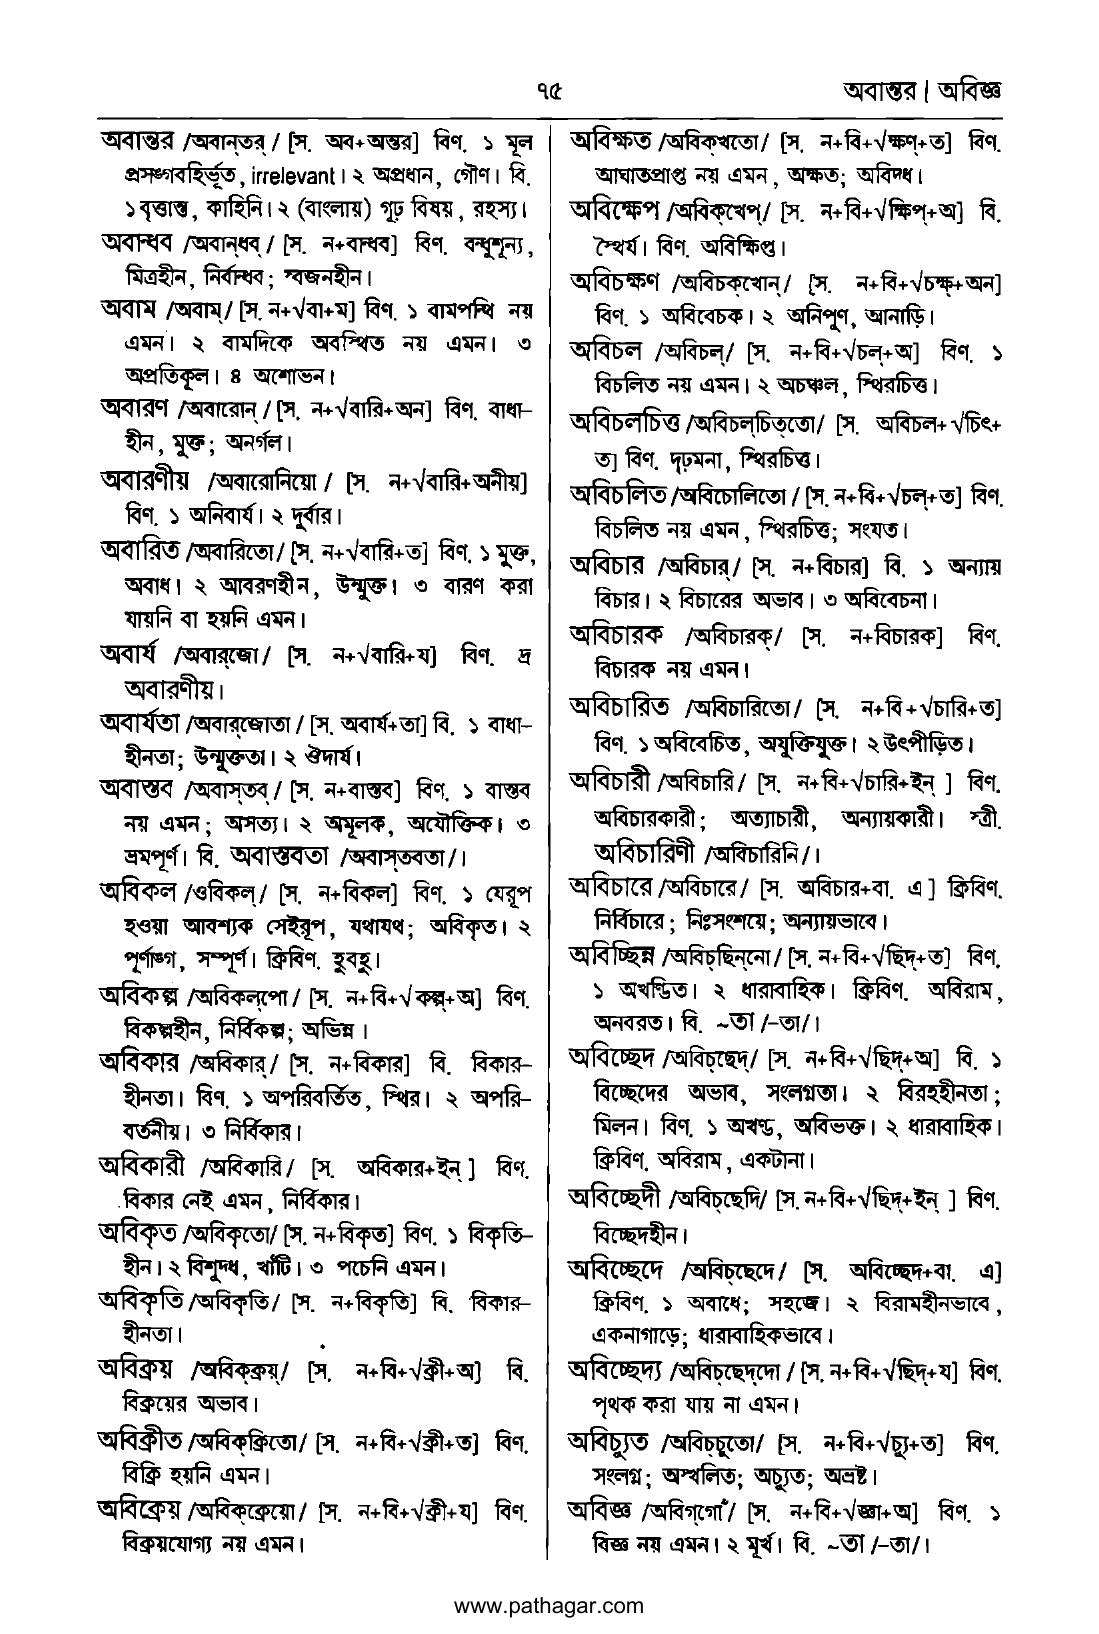 ৭৫
অবান্তর | অবিজ্ঞ
অবান্তর /অবান্‌তর্‌/ [স. অব+অন্তর] বিণ. ১ মূল
প্রসঙ্গবহির্ভূত, irrelevant। ২ অপ্রধান, গৌণ। বি.
১ বৃত্তান্ত, কাহিনি। ২ (বাংলায়) গূঢ় বিষয়, রহস্য।
অবান্ধব /অবান্‌ধব্‌/ [স. ন+বান্ধব] বিণ. বন্ধুশূন্য,
মিত্রহীন, নির্বান্ধব; স্বজনহীন।
অবাম /অবাম্‌/ [স. ন+√বা+ম] বিণ. ১ বামপন্থি নয়
এমন। ২ বামদিকে অবস্থিত নয় এমন। ৩
অপ্রতিকূল। ৪ অশোভন।
অবারণ /অবারোন্‌/ [স. ন+√বারি+অন] বিণ. বাধা–
হীন, মুক্ত; অনর্গল।
অবারণীয় /অবারোনিয়ো/ [স. ন+√বারি+অনীয়]
বিণ. ১ অনিবার্য। ২ দুর্বার।
অবারিত /অবারিতো/ [স. ন+√বারি+ত] বিণ. ১ মুক্ত,
অবাধ। ২ আবরণহীন, উন্মুক্ত। ৩ বারণ করা
যায়নি বা হয়নি এমন।
অবার্য /অবার্‌জো/ [স. ন+√বারি+য] বিণ. দ্র
অবারণীয়।
অবার্যতা /অবার্‌জোতা/ [স. অবার্য+তা] বি. ১ বাধা–
হীনতা; উন্মুক্ততা। ২ ঔদার্য।
অবাস্তব /অবাস্‌তব্‌/ [স. ন+বাস্তব] বিণ. ১ বাস্তব
নয় এমন; অসত্য। ২ অমূলক, অযৌক্তিক। ৩
ভ্রমপূর্ণ। বি. অবাস্তবতা /অবাস্‌তবতা/।
অবিকল /ওবিকল্‌/ [স. ন+বিকল] বিণ. ১ যেরূপ
হওয়া আবশ্যক সেইরূপ, যথাযথ; অবিকৃত। ২
পূর্ণাঙ্গ, সম্পূর্ণ। ক্রিবিণ. হুবহু।
অবিকল্প /অবিকল্‌পো/ [স. ন+বি+√কল্প্‌+অ] বিণ.
বিকল্পহীন, নির্বিকল্প; অভিন্ন।
অবিকার /অবিকার্‌/ [স. ন+বিকার] বি. বিকার–
হীনতা। বিণ. ১ অপরিবর্তিত, স্থির। ২ অপরি–
বর্তনীয়। ৩ নির্বিকার।
অবিকারী /অবিকারি/ [স. অবিকার+ইন্‌] বিণ.
বিকার নেই এমন, নির্বিকার।
অবিকৃত /অবিকৃতো/ [স. ন+বিকৃত] বিণ. ১ বিকৃতি–
হীন। ২ বিশুদ্ধ, খাঁটি। ৩ পচেনি এমন।
অবিকৃতি /অবিকৃতি/ [স. ন+বিকৃতি] বি. বিকার–
হীনতা।
অবিক্রয় /অবিক্‌ক্রয়্‌/ [স. ন+বি+√ক্রী+অ] বি.
বিক্রয়ের অভাব।
অবিক্রীত /অবিক্‌ক্রিতো/ [স. ন+বি+√ক্রী+ত] বিণ.
বিক্রি হয়নি এমন।
অবিক্রেয় /অবিক্‌ক্রেয়ো/ [স. ন+বি+√ক্রী+য] বিণ.
বিক্রয়যোগ্য নয় এমন।
অবিক্ষত /অবিক্‌খতো/ [স. ন+বি+√ক্ষণ্‌+ত] বিণ.
আঘাতপ্রাপ্ত নয় এমন, অক্ষত; অবিদ্ধ।
অবিক্ষেপ /অবিক্‌খেপ্‌/ [স. ন+বি+√ক্ষিপ্‌+অ] বি.
স্থৈর্য। বিণ. অবিক্ষিপ্ত।
অবিচক্ষণ /অবিচক্‌খোন্‌/ [স. ন+বি+√চক্ষ্‌+অন]
বিণ. ১ অবিবেচক। ২ অনিপুণ, আনাড়ি।
অবিচল /অবিচল্‌/ [স. ন+বি+√চল্‌+অ] বিণ. ১
বিচলিত নয় এমন। ২ অচঞ্চল, স্থিরচিত্ত।
অবিচলচিত্ত /অবিচল্‌চিত্‌তো/ [স. অবিচল+√চিৎ+
ত] বিণ. দৃঢ়মনা, স্থিরচিত্ত।
অবিচলিত /অবিচোলিতো/ [স. ন+বি+√চল্‌+ত] বিণ.
বিচলিত নয় এমন, স্থিরচিত্ত; সংযত।
অবিচার /অবিচার্‌/ [স. ন+বিচার] বি. ১ অন্যায়
বিচার। ২ বিচারের অভাব। ৩ অবিবেচনা।
অবিচারক /অবিচারক্‌/ [স. ন+বিচারক] বিণ.
বিচারক নয় এমন।
অবিচারিত /অবিচারিতো/ [স. ন+বি+√চারি+ত]
বিণ. ১ অবিবেচিত, অযুক্তিযুক্ত। ২ উৎপীড়িত।
অবিচারী /অবিচারি/ [স. ন+বি+√চারি+ইন্‌] বিণ.
অবিচারকারী; অত্যাচারী, অন্যায়কারী। স্ত্রী.
অবিচারিণী /অবিচারিনি/।
অবিচারে /অবিচারে/ [স. অবিচার+বা. এ] ক্রিবিণ.
নির্বিচারে; নিঃসংশয়ে; অন্যায়ভাবে।
অবিচ্ছিন্ন /অবিচ্‌ছিন্‌নো/ [স. ন+বি+√ছিদ্‌+ত] বিণ.
১ অখণ্ডিত। ২ ধারাবাহিক। ক্রিবিণ. অবিরাম,
অনবরত। বি. ~তা /–তা/।
অবিচ্ছেদ /অবিচ্‌ছেদ্‌/ [স. ন+বি+√ছিদ্‌+অ] বি. ১
বিচ্ছেদের অভাব, সংলগ্নতা। ২ বিরহহীনতা;
মিলন। বিণ. ১ অখণ্ড, অবিভক্ত। ২ ধারাবাহিক।
ক্রিবিণ. অবিরাম, একটানা।
অবিচ্ছেদী /অবিচ্‌ছেদি/ [স. ন+বি+√ছিদ্‌+ইন্‌] বিণ.
বিচ্ছেদহীন।
অবিচ্ছেদে /অবিচ্‌ছেদে/ [স. অবিচ্ছেদ+বা. এ]
ক্রিবিণ. ১ অবাধে; সহজে। ২ বিরামহীনভাবে,
একনাগাড়ে; ধারাবাহিকভাবে।
অবিচ্ছেদ্য /অবিচ্‌ছেদ্‌দো/ [স. ন+বি+√ছিদ্‌+য] বিণ.
পৃথক করা যায় না এমন।
অবিচ্যুত /অবিচ্‌চুতো/ [স. ন+বি+√চ্যু+ত] বিণ.
সংলগ্ন; অস্খলিত; অচ্যুত; অভ্রষ্ট।
অবিজ্ঞ /অবিগ্‌গোঁ/ [স. ন+বি+√জ্ঞা+অ] বিণ. ১
বিজ্ঞ নয় এমন। ২ মূর্খ। বি. ~তা /–তা/।
www.pathagar.com